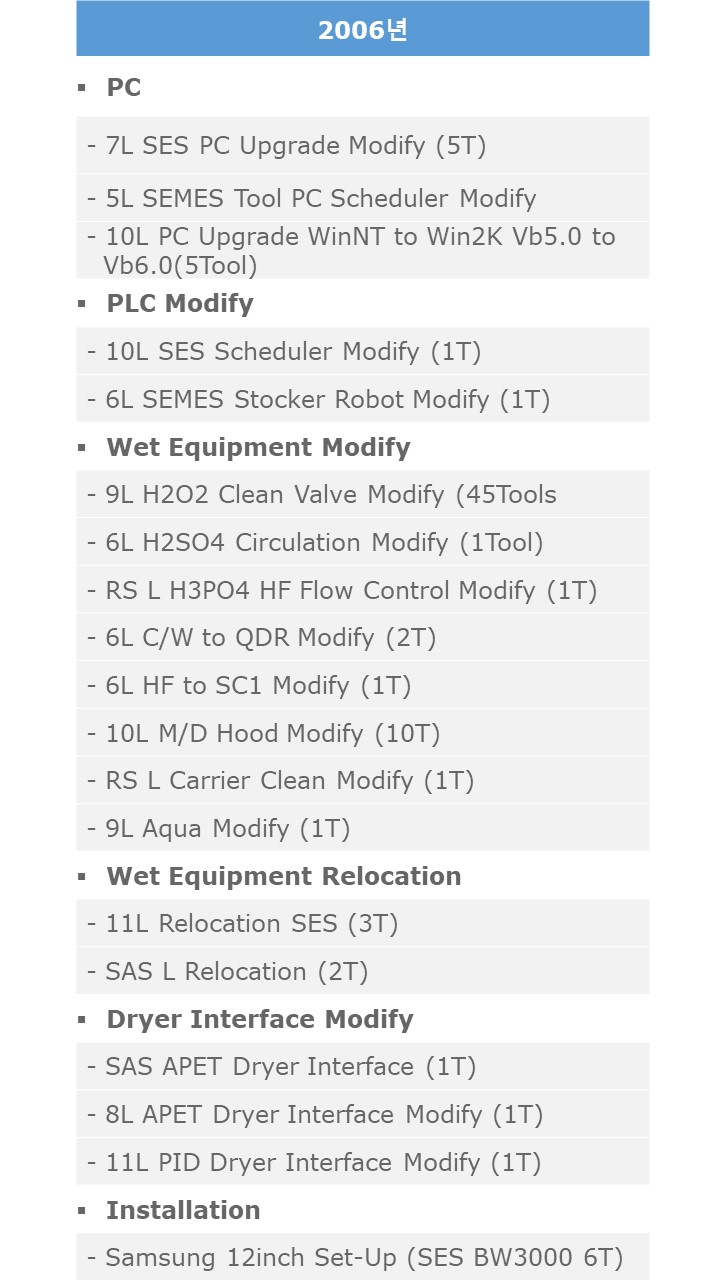 2006년
▪ PC
- 7L SES PC Upgrade Modify (5T)
- 5L SEMES Tool PC Scheduler Modify
- 10L PC Upgrade WinNT to Win2K Vb5.0 to
Vb6.0(5Tool)
▪ PLC Modify
- 10L SES Scheduler Modify (1T)
- 6L SEMES Stocker Robot Modify (1T)
▪ Wet Equipment Modify
- 9L H2O2 Clean Valve Modify (45Tools
- 6L H2SO4 Circulation Modify (1Tool)
- RS L H3PO4 HF Flow Control Modify (1T)
- 6L C/W to QDR Modify (2T)
- 6L HF to SC1 Modify (1T)
- 10L M/D Hood Modify (10T)
- RS L Carrier Clean Modify (1T)
- 9L Aqua Modify (1T)
▪ Wet Equipment Relocation
- 11L Relocation SES (3T)
- SAS L Relocation (2T)
▪ Dryer Interface Modify
- SAS APET Dryer Interface (1T)
- 8L APET Dryer Interface Modify (1T)
- 11L PID Dryer Interface Modify (1T)
▪ Installation
- Samsung 12inch Set-Up (SES BW3000 6T)